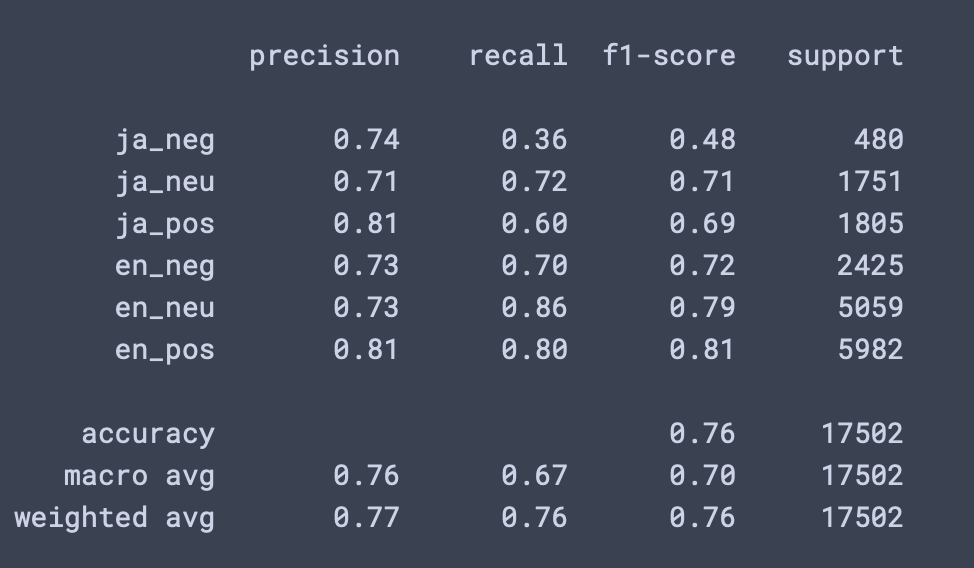 precision recall f1-score support
ja_neg 0.74 0.36 0.48 480
ja_neu 0.71 0.72 0.71 1751
ja_pos 0.81 0.60 0.69 1805
en_neg 0.73 0.70 0.72 2425
en_neu 0.73 0.86 0.79 5059
en_pos 0.81 0.80 0.81 5982
accuracy 0.76 17502
macro avg 0.76 0.67 0.70 17502
weighted avg 0.77 0.76 0.76 17502